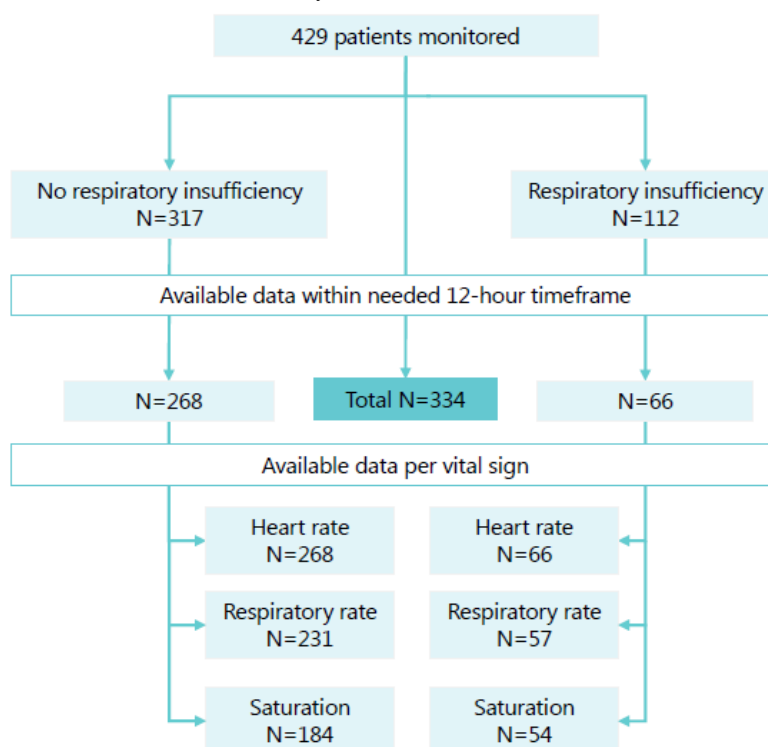 429 patients monitored
No respiratory insufficiency
N=317
Respiratory insufficiency
N=112
Available data within needed 12-hour timeframe
N=268
Total N=334
N=66
Available data per vital sign
Heart rate
N=268
Heart rate
N=66
Respiratory rate
N=231
Respiratory rate
N=57
Saturation
N=184
Saturation
N=54